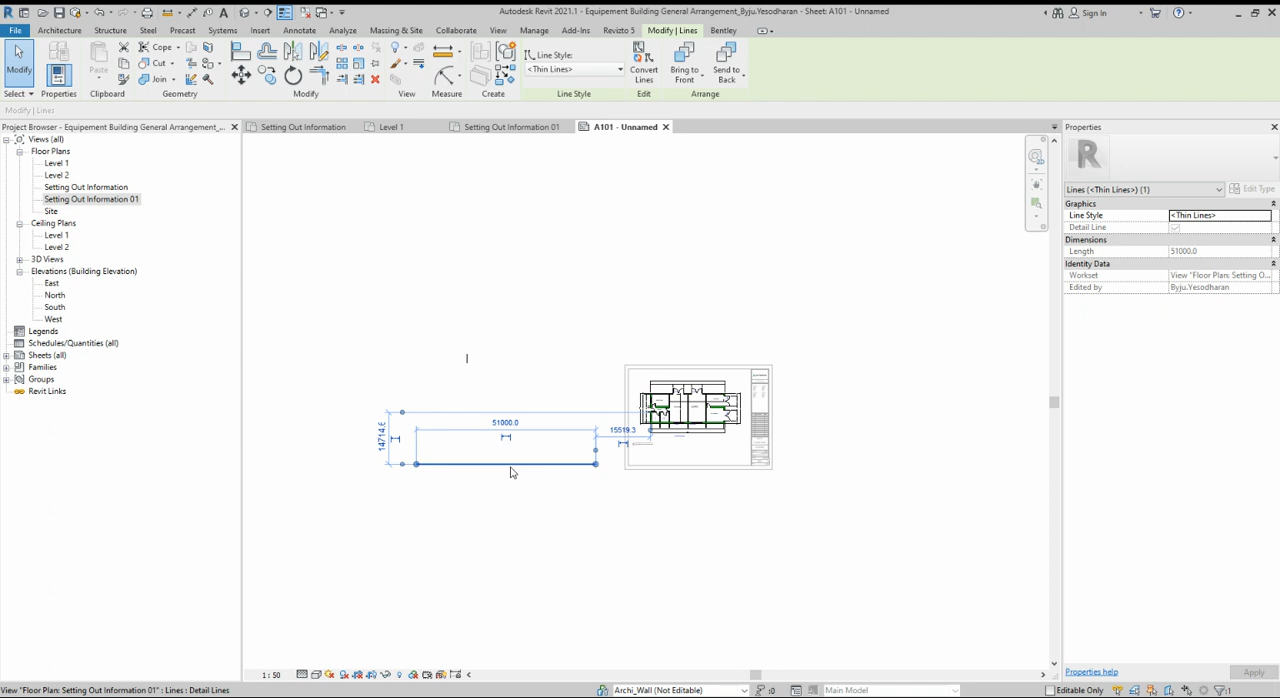 Autodesk Revit 2021.1 - Equipement Building General Arrangement_Byju.Yesodharan - Sheet: A101 - Unnamed
Sign In
File Architecture Structure Steel Precast Systems Insert Annotate Analyze Massing & Site Collaborate View Manage Add-Ins Revizto 5 Modify | Lines Bentley
Modify
Properties
Paste
Cope
Cut
Join
Line Style:
<Thin Lines>
Convert Lines
Bring to Front
Send to Back
Select
Properties
Clipboard
Geometry
Modify
View
Measure
Create
Line Style
Edit
Arrange
Modify | Lines
Project Browser - Equipement Building General Arrangement_...
Setting Out Information
Level 1
Setting Out Information 01
A101 - Unnamed
Properties
Views (all)
Floor Plans
Level 1
Level 2
Setting Out Information
Setting Out Information 01
Site
Ceiling Plans
Level 1
Level 2
3D Views
Elevations (Building Elevation)
East
North
South
West
Legends
Schedules/Quantities (all)
Sheets (all)
Families
Groups
Revit Links
51000.0
15519.3
14714.6
Lines (<Thin Lines>) (1)
Edit Type
Graphics
Line Style <Thin Lines>
Detail Line
Dimensions
Length 51000.0
Identity Data
Workset View "Floor Plan: Setting O...
Edited by Byju.Yesodharan
Properties help
Apply
1 : 50
View "Floor Plan: Setting Out Information 01" : Lines : Detail Lines
Archi_Wall (Not Editable)
:0
Main Model
Editable Only
:1